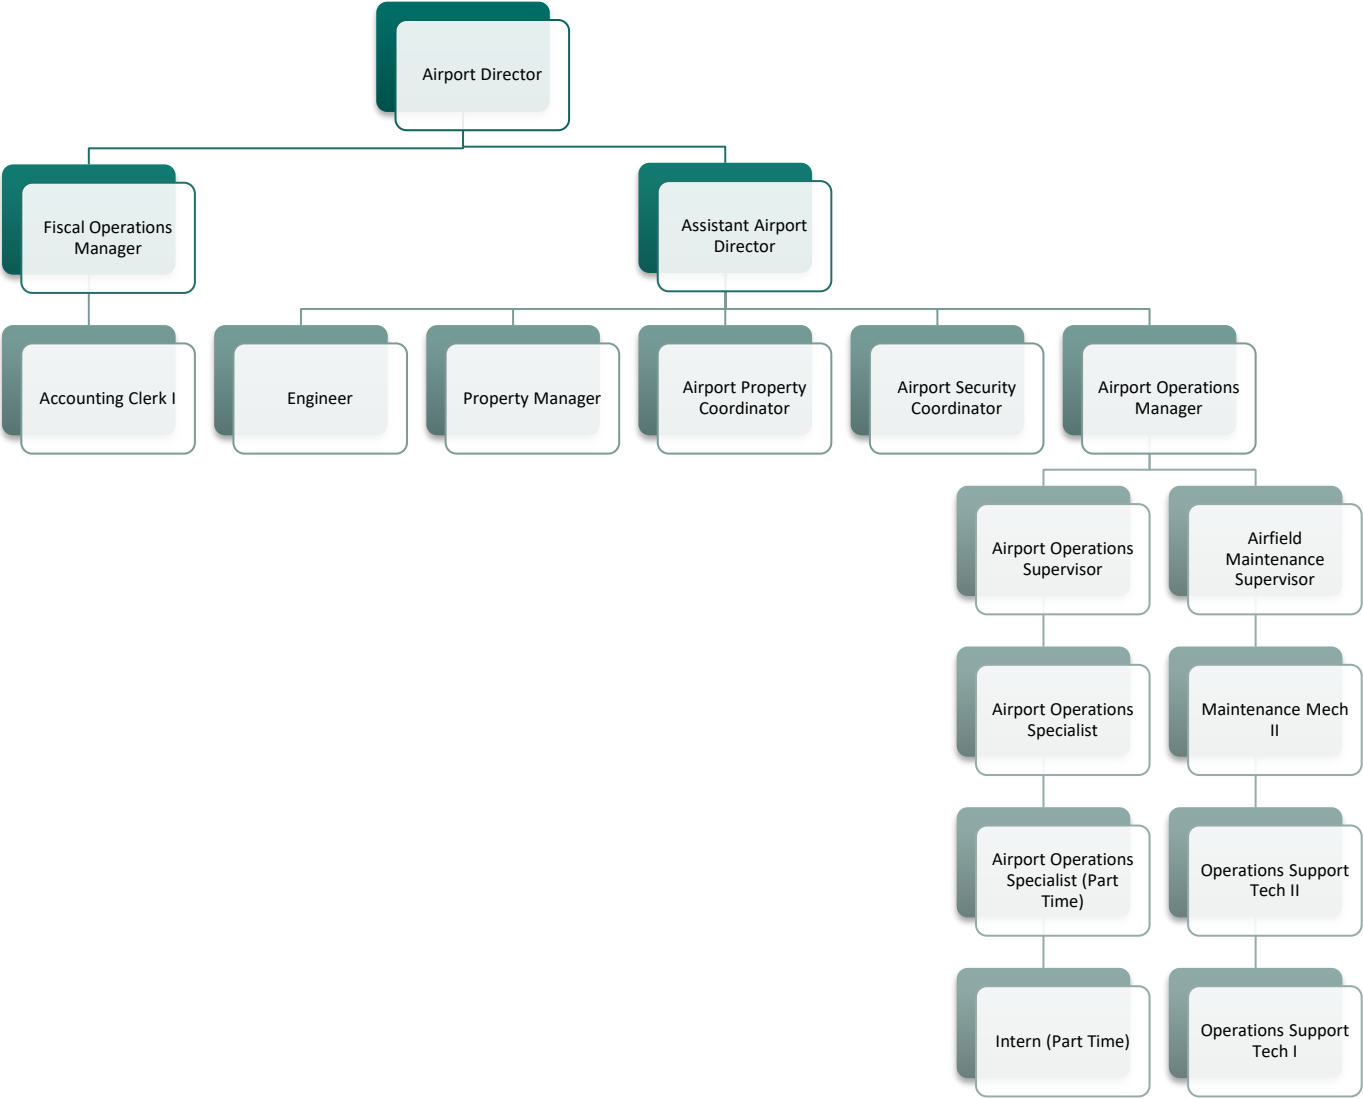 Airport Director
Fiscal Operations
Manager
Assistant Airport
Director
Accounting Clerk I
Engineer
Property Manager
Airport Property
Coordinator
Airport Security
Coordinator
Airport Operations
Manager
Airport Operations
Supervisor
Airfield
Maintenance
Supervisor
Airport Operations
Specialist
Maintenance Mech
II
Airport Operations
Specialist (Part
Time)
Operations Support
Tech II
Intern (Part Time)
Operations Support
Tech I